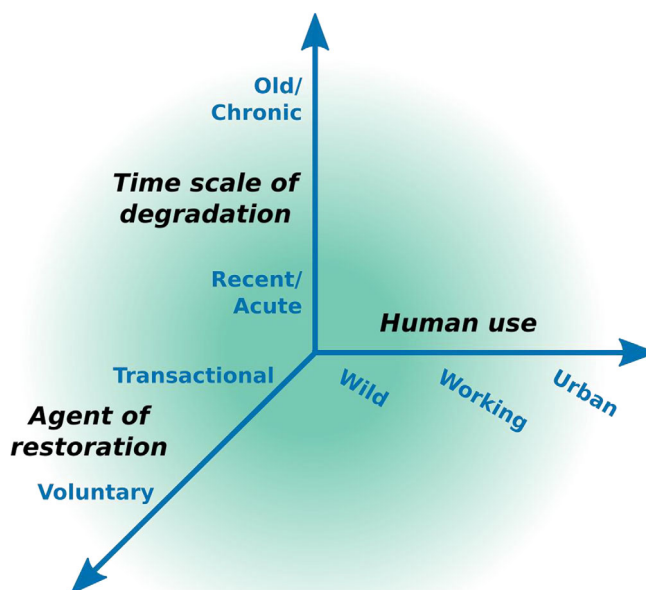 Old/
Chronic
Time scale of
degradation
Recent/
Acute
Human use
Transactional
Wild
Working
Urban
Agent of
restoration
Voluntary